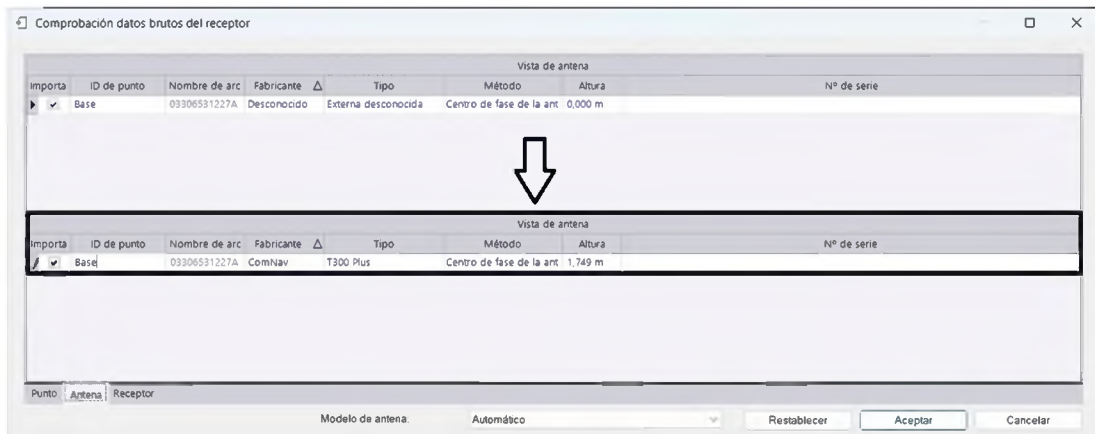 Comprobación datos brutos del receptor
Vista de antena
Importa ID de punto Nombre de arc Fabricante Tipo Método Altura Nº de serie
Base 03306531227A Desconocido Externa desconocida Centro de fase de la ant 0,000 m
Vista de antena
Importa ID de punto Nombre de arc Fabricante Tipo Método Altura Nº de serie
Base 03306531227A ComNav T300 Plus Centro de fase de la ant 1,749 m
Punto Antena Receptor
Modelo de antena: Automático Restablecer Aceptar Cancelar